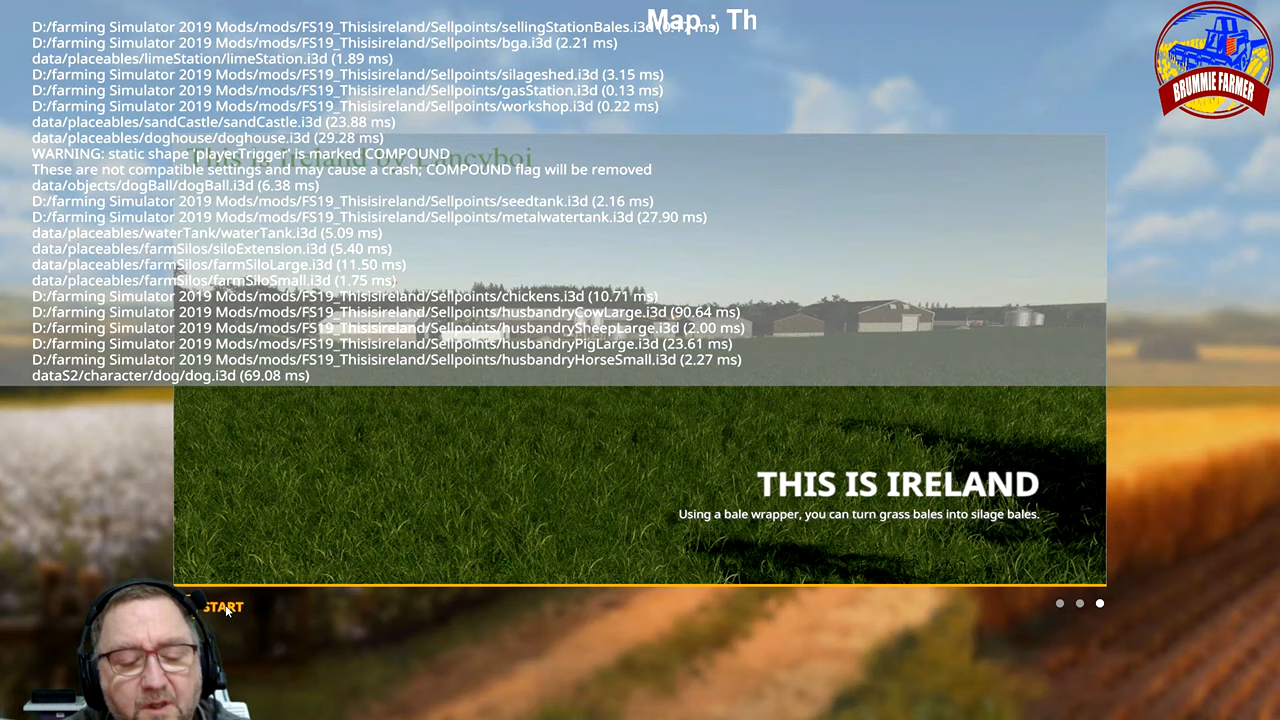 Map : Th
D:/farming Simulator 2019 Mods/mods/FS19_Thisisireland/Sellpoints/sellingStationBales.i3d
D:/farming Simulator 2019 Mods/mods/FS19_Thisisireland/Sellpoints/bga.i3d (2.21 ms)
data/placeables/limeStation/limeStation.i3d (1.89 ms)
D:/farming Simulator 2019 Mods/mods/FS19_Thisisireland/Sellpoints/silageshed.i3d (3.15 ms)
D:/farming Simulator 2019 Mods/mods/FS19_Thisisireland/Sellpoints/gasStation.i3d (0.13 ms)
D:/farming Simulator 2019 Mods/mods/FS19_Thisisireland/Sellpoints/workshop.i3d (0.22 ms)
data/placeables/sandCastle/sandCastle.i3d (23.88 ms)
data/placeables/doghouse/doghouse.i3d (29.28 ms)
WARNING: static shape 'playerTrigger' is marked COMPOUND
This is Ireland by
These are not compatible settings and may cause a crash; COMPOUND flag will be removed
data/objects/dogBall/dogBall.i3d (6.38 ms)
D:/farming Simulator 2019 Mods/mods/FS19_Thisisireland/Sellpoints/seedtank.i3d (2.16 ms)
D:/farming Simulator 2019 Mods/mods/FS19_Thisisireland/Sellpoints/metalwatertank.i3d (27.90 ms)
data/placeables/waterTank/waterTank.i3d (5.09 ms)
data/placeables/farmSilos/siloExtension.i3d (5.40 ms)
data/placeables/farmSilos/farmSiloLarge.i3d (11.50 ms)
data/placeables/farmSilos/farmSiloSmall.i3d (1.75 ms)
D:/farming Simulator 2019 Mods/mods/FS19_Thisisireland/Sellpoints/chickens.i3d (10.71 ms)
D:/farming Simulator 2019 Mods/mods/FS19_Thisisireland/Sellpoints/husbandryCowLarge.i3d (90.64 ms)
D:/farming Simulator 2019 Mods/mods/FS19_Thisisireland/Sellpoints/husbandrySheepLarge.i3d (2.00 ms)
D:/farming Simulator 2019 Mods/mods/FS19_Thisisireland/Sellpoints/husbandryPigLarge.i3d (23.61 ms)
D:/farming Simulator 2019 Mods/mods/FS19_Thisisireland/Sellpoints/husbandryHorseSmall.i3d (2.27 ms)
dataS2/character/dog/dog.i3d (69.08 ms)
BRUMMIE FARMER
THIS IS IRELAND
Using a bale wrapper, you can turn grass bales into silage bales.
START